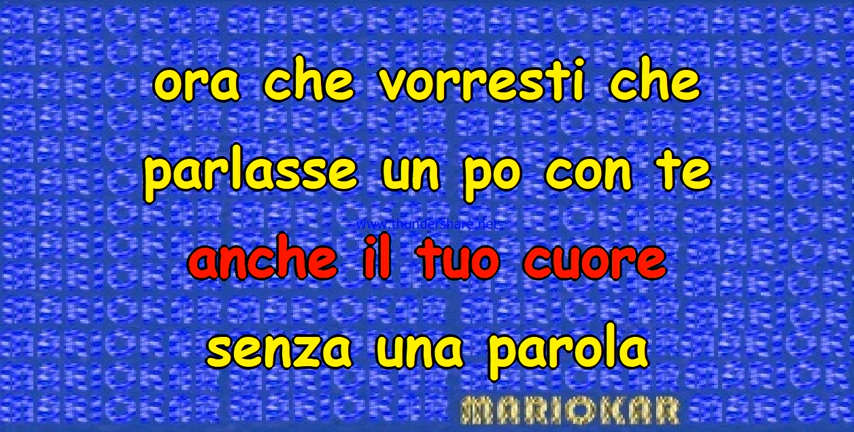 ora che vorresti che
parlasse un po con te
www.thundershare.net
anche il tuo cuore
senza una parola
MARIOKAR